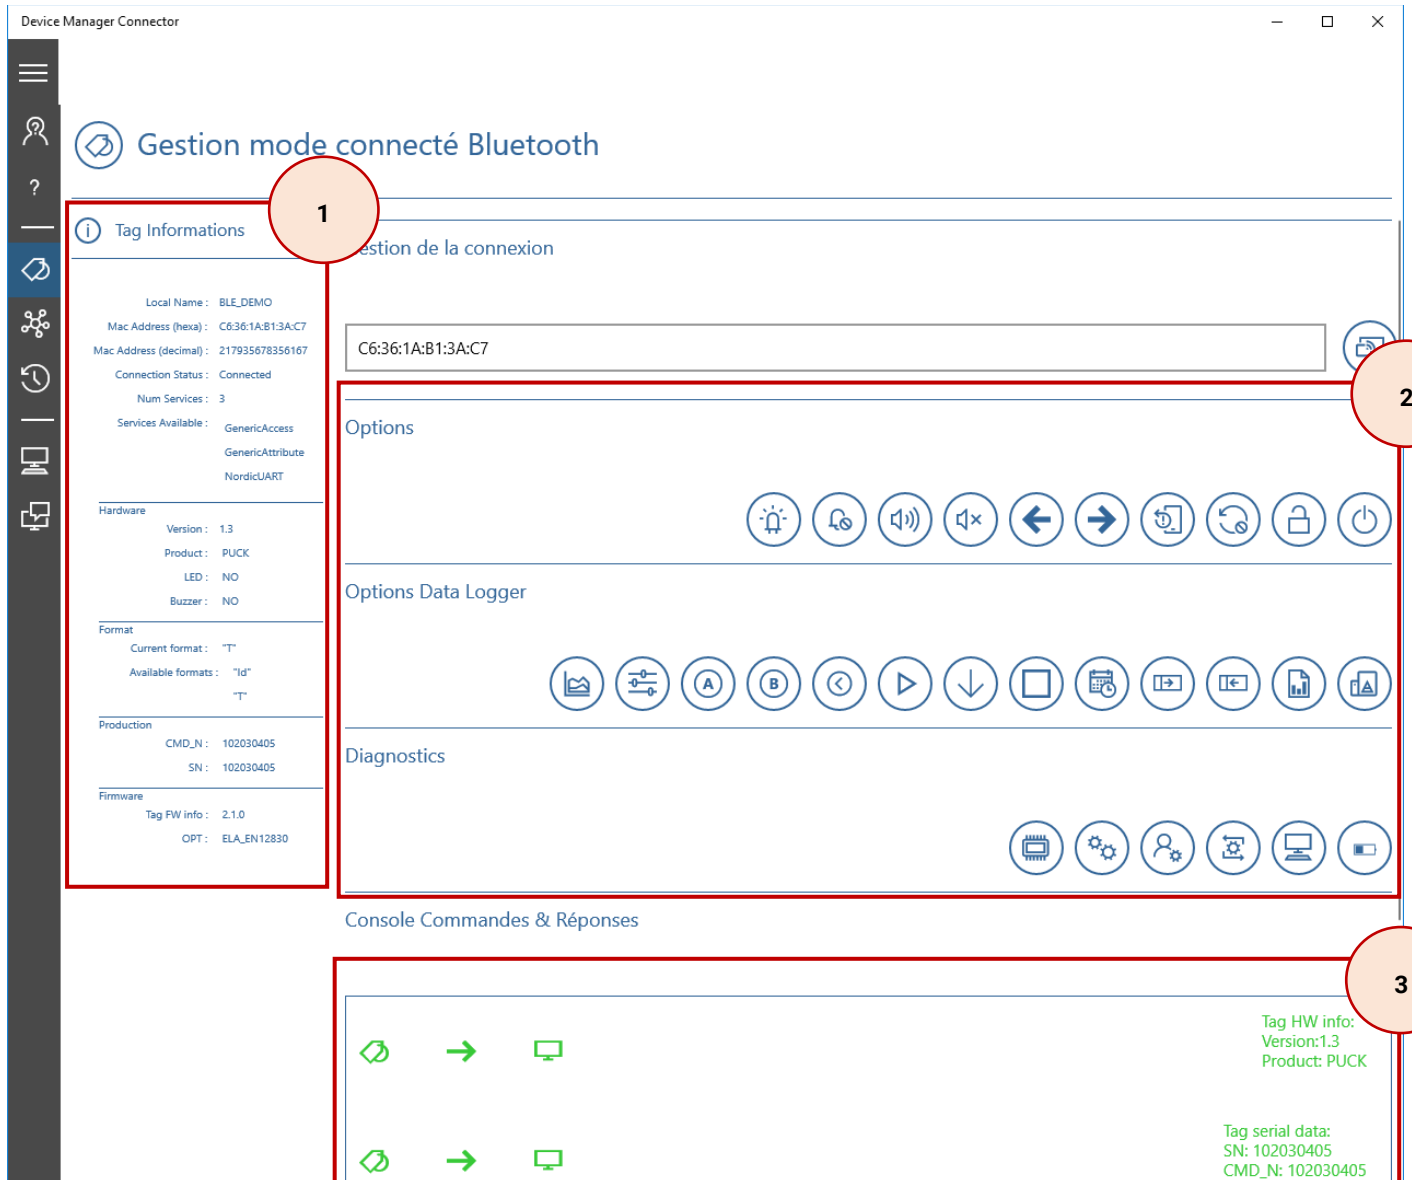 Device Manager Connector
?
Gestion mode connecté Bluetooth
1
Tag Informations
Local Name : BLE_DEMO
Mac Address (hexa) : C6:36:1A:B1:3A:C7
Mac Address (decimal) : 217935678356167
Connection Status : Connected
Num Services : 3
Services Available : GenericAccess
GenericAttribute
NordicUART
Hardware
Version : 1.3
Product : PUCK
LED : NO
Buzzer : NO
Format
Current format : "T"
Available formats : "Id"
"T"
Production
CMD_N : 102030405
SN : 102030405
Firmware
Tag FW info : 2.1.0
OPT : ELA_EN12830
estion de la connexion
C6:36:1A:B1:3A:C7
2
Options
Options Data Logger
A
B
Diagnostics
Console Commandes & Réponses
3
Tag HW info:
Version:1.3
Product: PUCK
Tag serial data:
SN: 102030405
CMD_N: 102030405